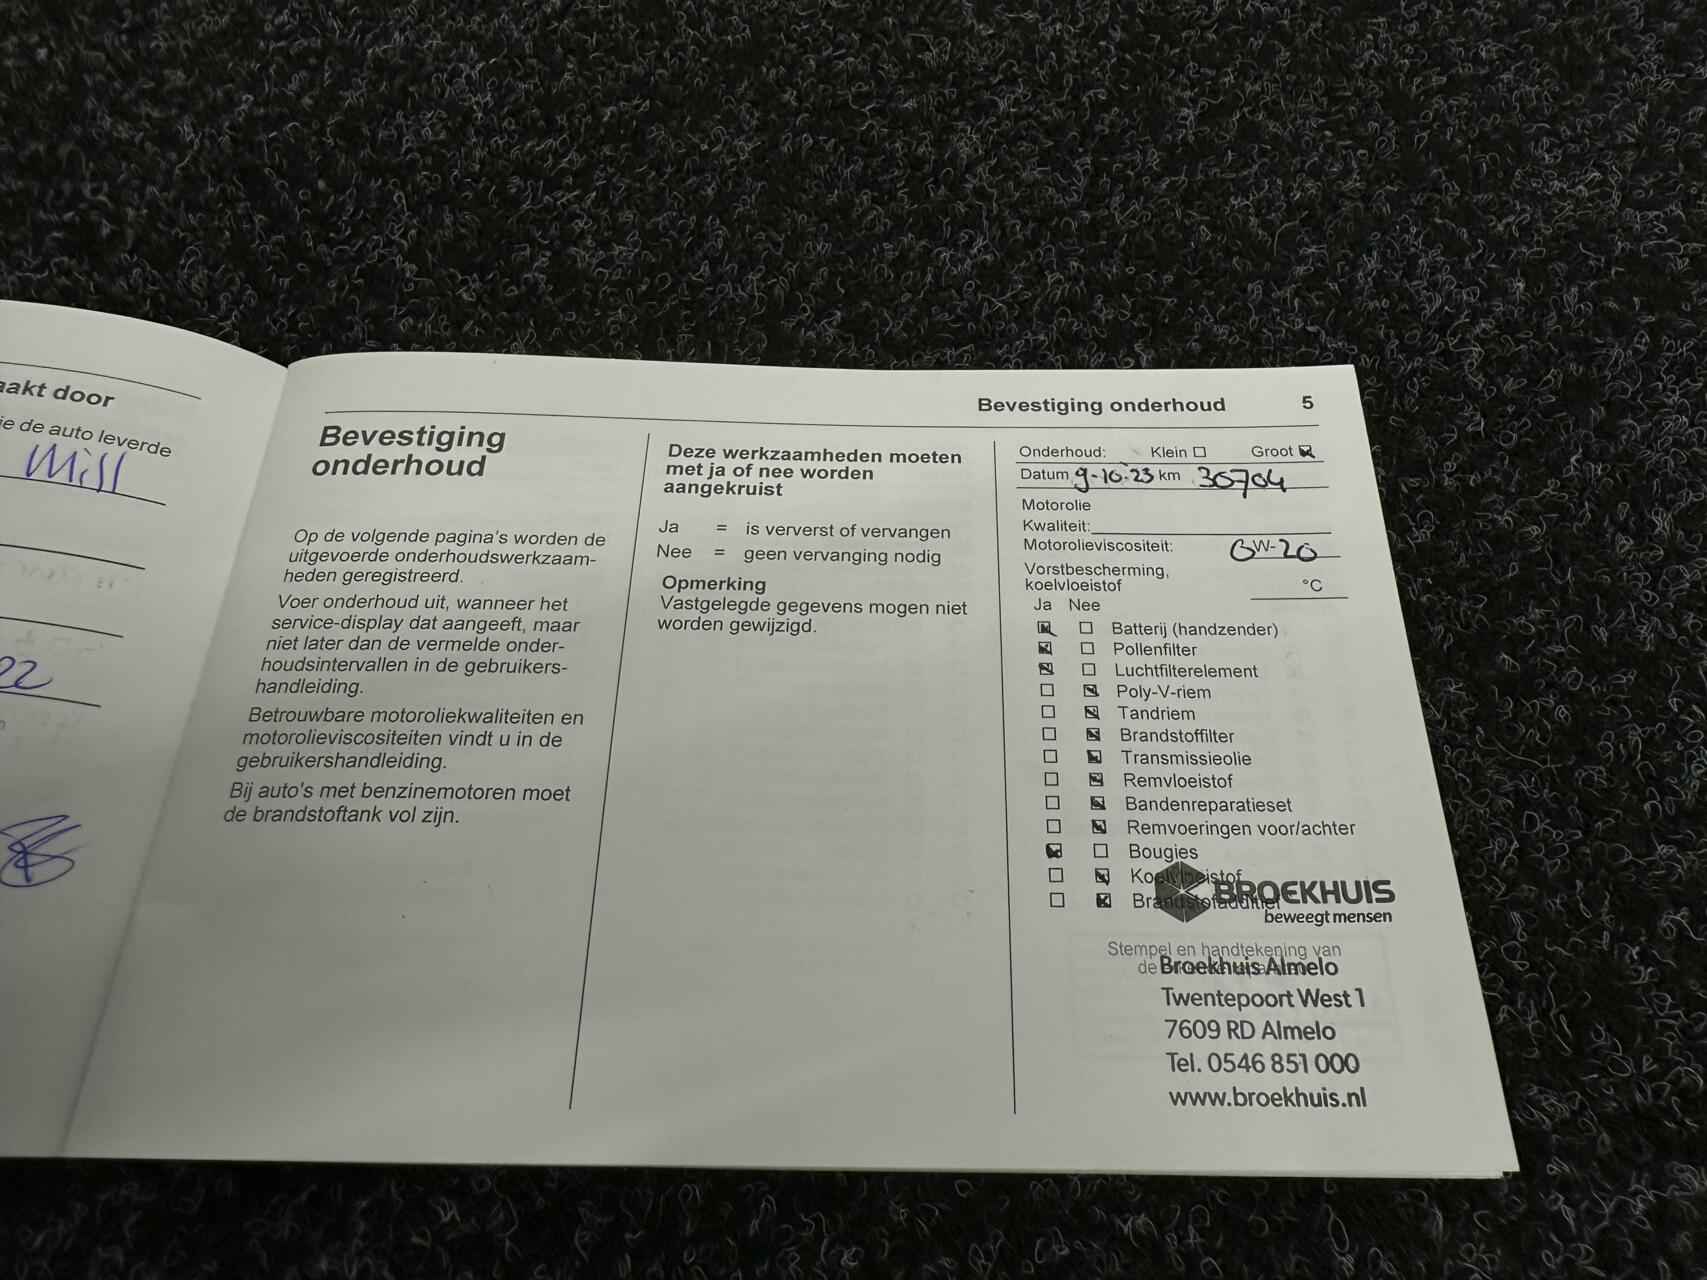 aakt door
ie de auto leverde
Mill
22
Bevestiging onderhoud 5
Bevestiging
onderhoud
Op de volgende pagina's worden de
uitgevoerde onderhoudswerkzaam-
heden geregistreerd.
Voer onderhoud uit, wanneer het
service-display dat aangeeft, maar
niet later dan de vermelde onder-
houdsintervallen in de gebruikers-
handleiding.
Betrouwbare motoroliekwaliteiten en
motorolieviscositeiten vindt u in de
gebruikershandleiding.
Bij auto's met benzinemotoren moet
de brandstoftank vol zijn.
Deze werkzaamheden moeten
met ja of nee worden
aangekruist
Ja = is ververst of vervangen
Nee = geen vervanging nodig
Opmerking
Vastgelegde gegevens mogen niet
worden gewijzigd.
Onderhoud: Klein Groot
Datum 9-10-23 km 30704
Motorolie
Kwaliteit:
Motorolieviscositeit: 0W-20
Vorstbescherming,
koelvloeistof °C
Ja Nee
Batterij (handzender)
Pollenfilter
Luchtfilterelement
Poly-V-riem
Tandriem
Brandstoffilter
Transmissieolie
Remvloeistof
Bandenreparatieset
Remvoeringen voor/achter
Bougies
Koelvloeistof
Brandstofadditief
BROEKHUIS
beweegt mensen
Stempel en handtekening van
de
Broekhuis Almelo
Twentepoort West 1
7609 RD Almelo
Tel. 0546 851 000
www.broekhuis.nl